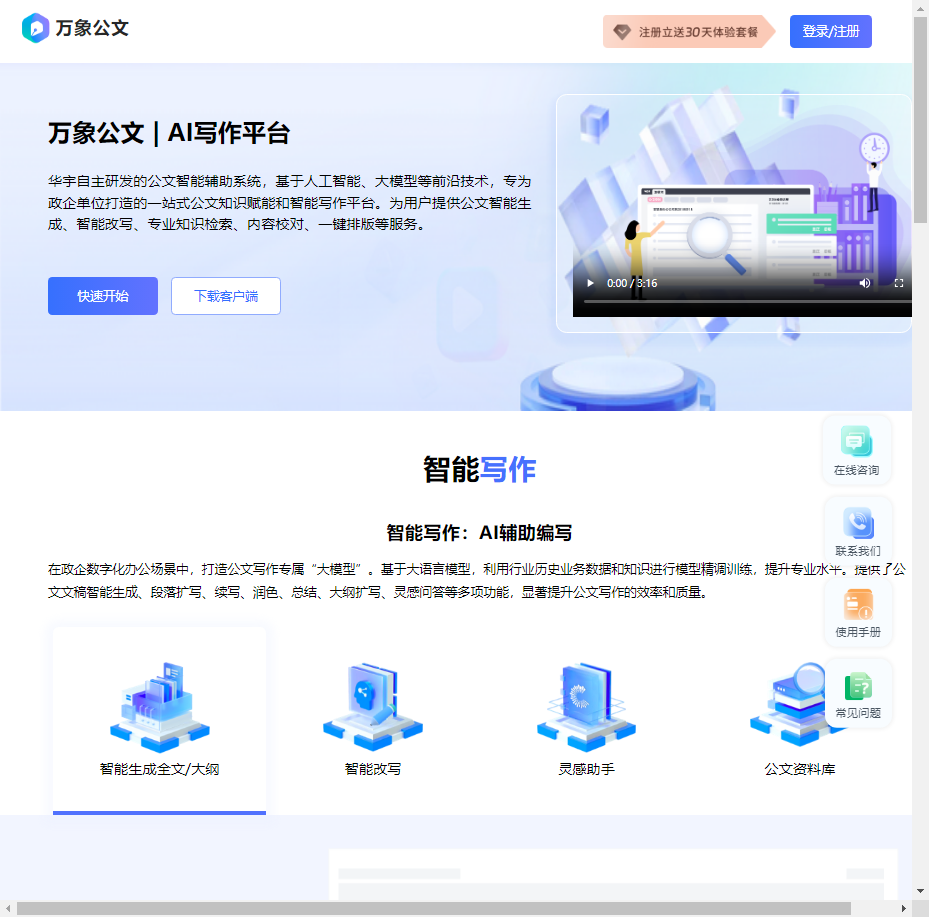 万象公文
注册立送30天体验套餐
登录/注册
万象公文 | AI写作平台
华宇自主研发的公文智能辅助系统，基于人工智能、大模型等前沿技术，专为
政企单位打造的一站式公文知识赋能和智能写作平台。为用户提供公文智能生
成、智能改写、专业知识检索、内容校对、一键排版等服务。
快速开始
下载客户端
0:00 / 3:16
智能写作
智能写作：AI辅助编写
在政企数字化办公场景中，打造公文写作专属“大模型”。基于大语言模型，利用行业历史业务数据和知识进行模型精调训练，提升专业水平。提供了公
文文稿智能生成、段落扩写、续写、润色、总结、大纲扩写、灵感问答等多项功能，显著提升公文写作的效率和质量。
在线咨询
联系我们
使用手册
常见问题
智能生成全文/大纲
智能改写
灵感助手
公文资料库